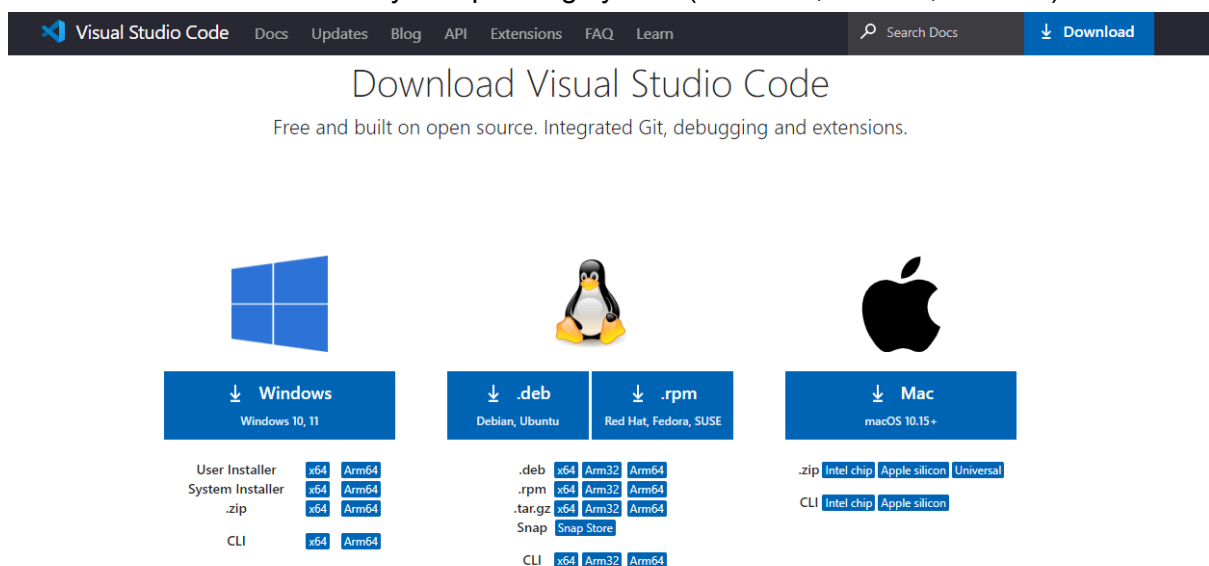 Visual Studio Code Docs Updates Blog API Extensions FAQ Learn Search Docs Download
Download Visual Studio Code
Free and built on open source. Integrated Git, debugging and extensions.
Windows
Windows 10, 11
User Installer x64 Arm64
System Installer x64 Arm64
.zip x64 Arm64
CLI x64 Arm64
.deb
Debian, Ubuntu
.rpm
Red Hat, Fedora, SUSE
.deb x64 Arm32 Arm64
.rpm x64 Arm32 Arm64
.tar.gz x64 Arm32 Arm64
Snap Snap Store
CLI x64 Arm32 Arm64
Mac
macOS 10.15+
.zip Intel chip Apple silicon Universal
CLI Intel chip Apple silicon